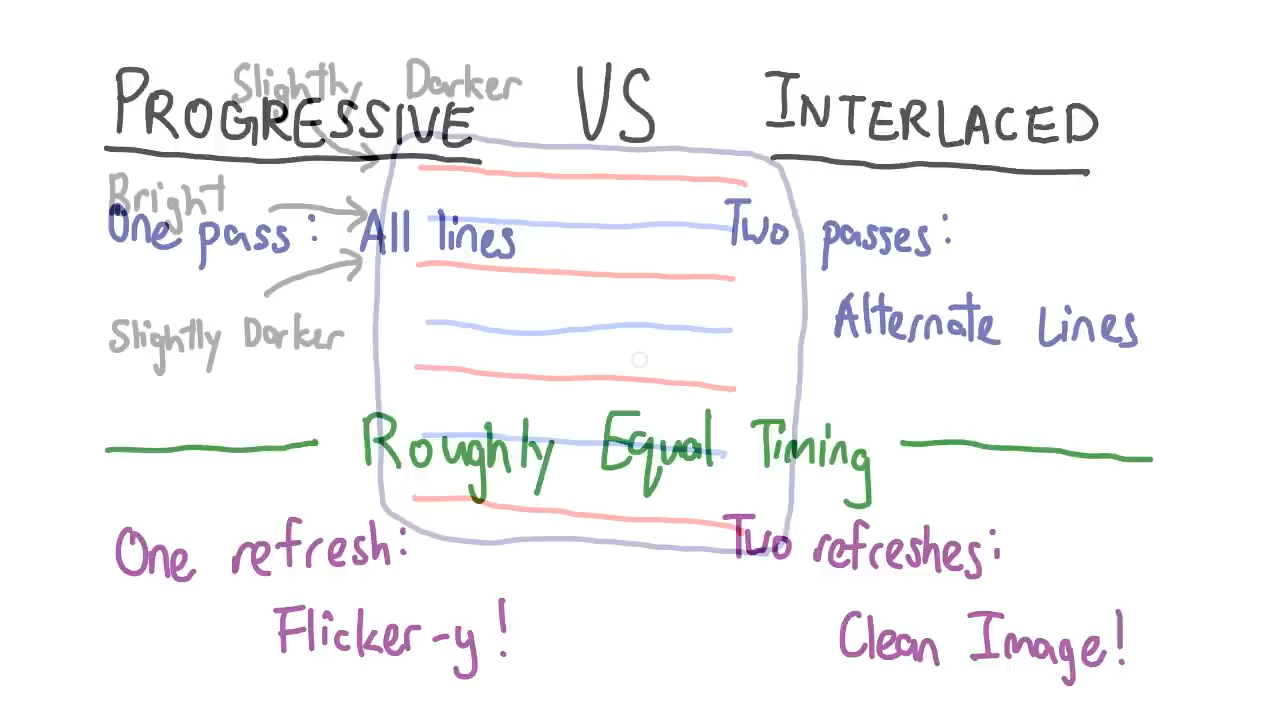 Slightly Darker
PROGRESSIVE VS INTERLACED
Bright
One pass: All lines
Two passes:
Alternate Lines
Slightly Darker
Roughly Equal Timing
One refresh:
Flicker-y!
Two refreshes:
Clean Image!